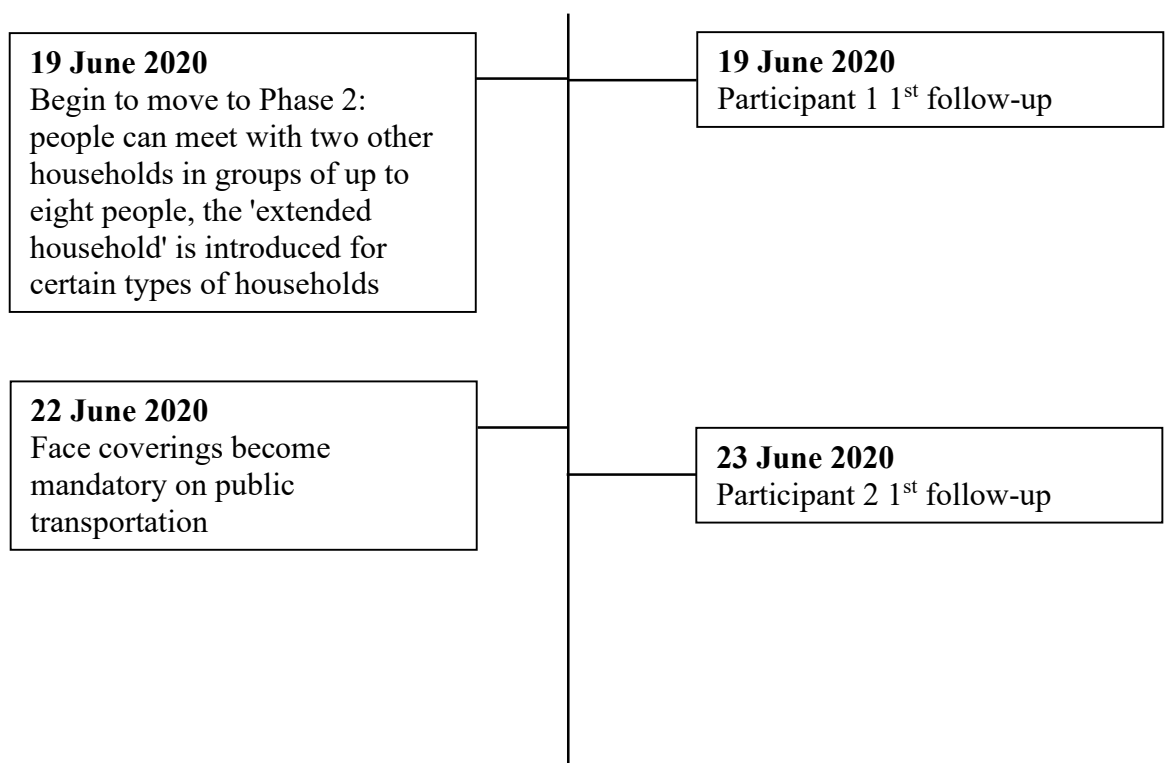 19 June 2020
Begin to move to Phase 2:
people can meet with two other
households in groups of up to
eight people, the 'extended
household' is introduced for
certain types of households
19 June 2020
Participant 1 1st follow-up
22 June 2020
Face coverings become
mandatory on public
transportation
23 June 2020
Participant 2 1st follow-up